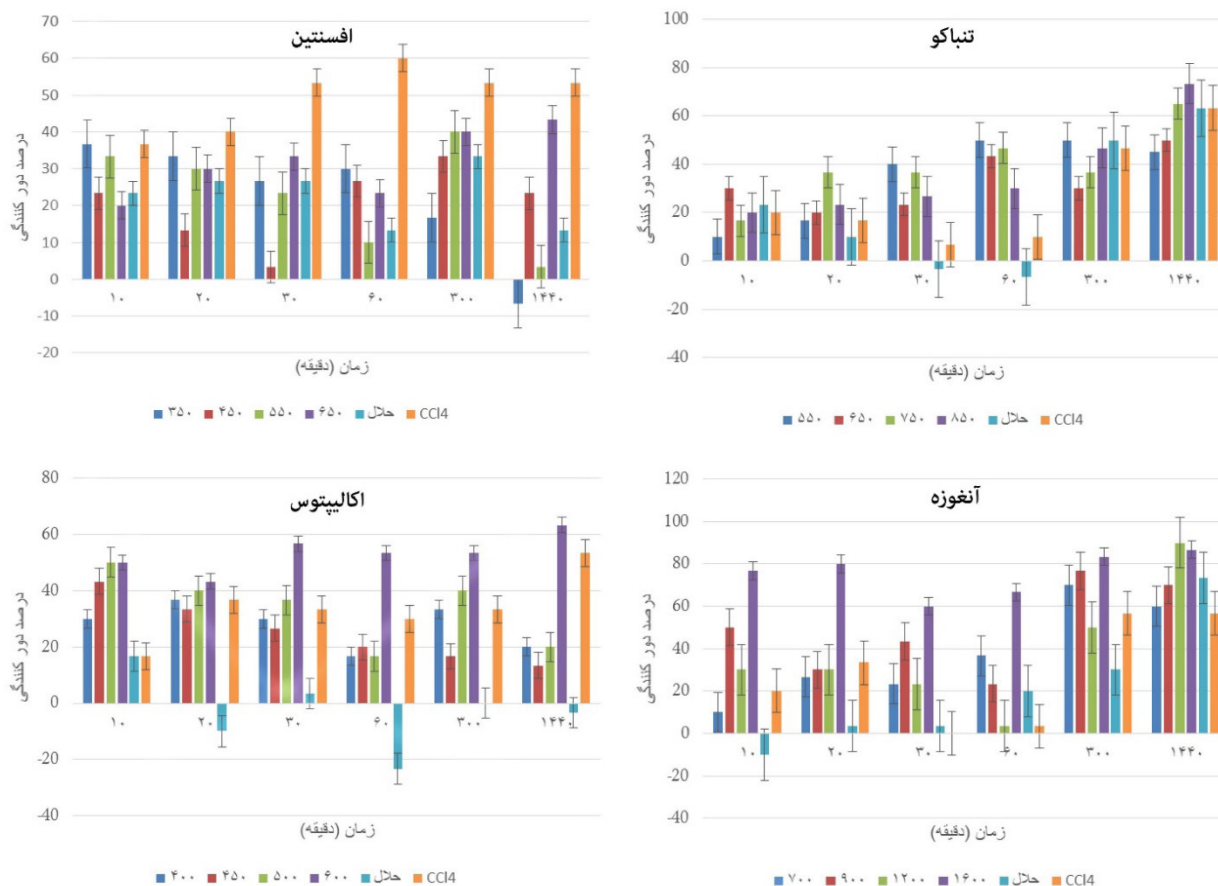 افسنتین
70
60
50
40
30
20
10
0
-10
-20
درصد دور کنندگی
۱۰ ۲۰ ۳۰ ۶۰ ۳۰۰ ۱۴۴۰
زمان (دقیقه)
۳۵۰ ۴۵۰ ۵۵۰ ۶۵۰ حلال CCl4
تنباکو
100
80
60
40
20
0
-20
-40
درصد دور کنندگی
۱۰ ۲۰ ۳۰ ۶۰ ۳۰۰ ۱۴۴۰
زمان (دقیقه)
۵۵۰ ۶۵۰ ۷۵۰ ۸۵۰ حلال CCl4
اکالیپتوس
80
60
40
20
0
-20
-40
درصد دور کنندگی
۱۰ ۲۰ ۳۰ ۶۰ ۳۰۰ ۱۴۴۰
زمان (دقیقه)
۴۰۰ ۴۵۰ ۵۰۰ ۶۰۰ حلال CCl4
آنغوزه
120
100
80
60
40
20
0
-20
-40
درصد دور کنندگی
۱۰ ۲۰ ۳۰ ۶۰ ۳۰۰ ۱۴۴۰
زمان (دقیقه)
۷۰۰ ۹۰۰ ۱۲۰۰ ۱۶۰۰ حلال CCl4